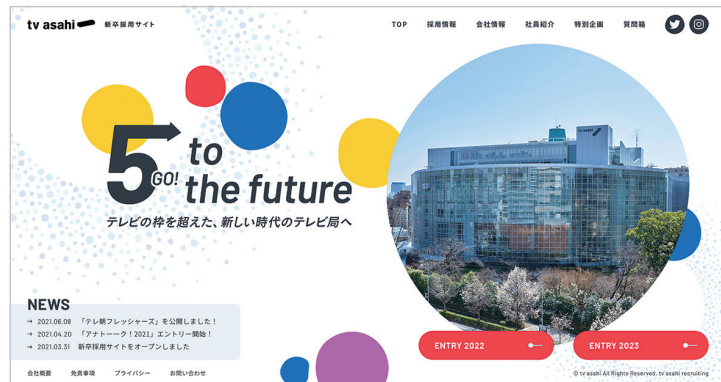 tv asahi 新卒採用サイト
TOP 採用情報 会社情報 社員紹介 特別企画 質問箱
5 GO! to
the future
テレビの枠を超えた、新しい時代のテレビ局へ
tv asahi
NEWS
→ 2021.06.08 「テレ朝フレッシャーズ」を公開しました！
→ 2021.04.20 「アナトーーク！2021」エントリー開始！
→ 2021.03.31 新卒採用サイトをオープンしました
ENTRY 2022
ENTRY 2023
会社概要 免責事項 プライバシー お問い合わせ
© tv asahi All Rights Reserved. tv asahi recruiting